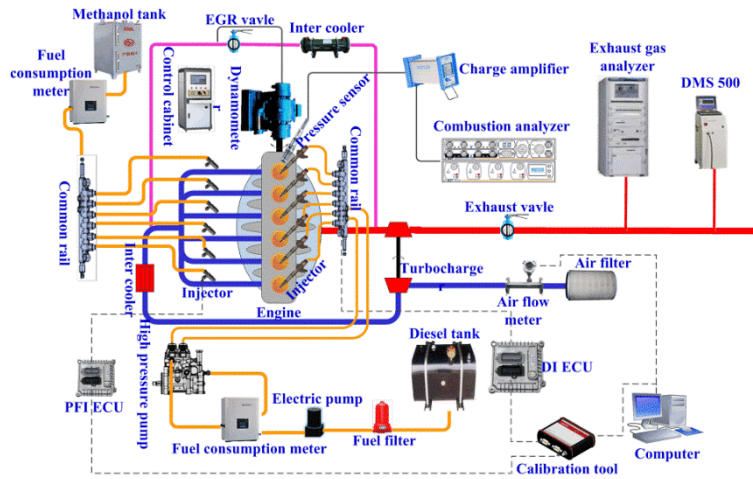 Methanol tank
EGR vavle
Inter cooler
Fuel
consumption
meter
Control cabinet
Dynamomete
r
Pressure sensor
Charge amplifier
Exhaust gas
analyzer
DMS 500
Combustion analyzer
Common rail
Common
rail
Exhaust vavle
Inter cooler
Injector
Injector
Engine
Turbocharge
r
Air flow
meter
Air filter
High pressure pump
Diesel tank
PFI ECU
DI ECU
Electric pump
Fuel consumption meter
Fuel filter
Calibration tool
Computer